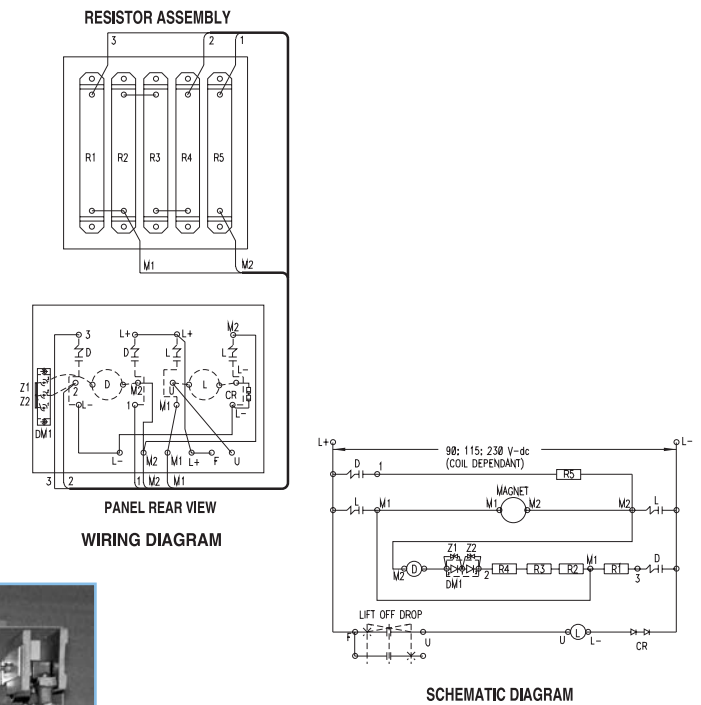 RESISTOR ASSEMBLY
3 2 1
R1 R2 R3 R4 R5
M1 M2
3 L+ L+ M2
D D L L
L-
Z1 2 D M2 U L CR
Z2 L- 1 M1 L-
DM1
L- M2 M1 L+ F U
3 2 1 M2 M1
PANEL REAR VIEW
WIRING DIAGRAM
L+ L-
90; 115; 230 V-dc
(COIL DEPENDANT)
D 1 R5
MAGNET
L M1 M1 M2 M2 L
Z1 Z2 M1 D
M2 D 2 R4 R3 R2 R1 3
DM1
LIFT OFF DROP
F U U L L- CR
SCHEMATIC DIAGRAM